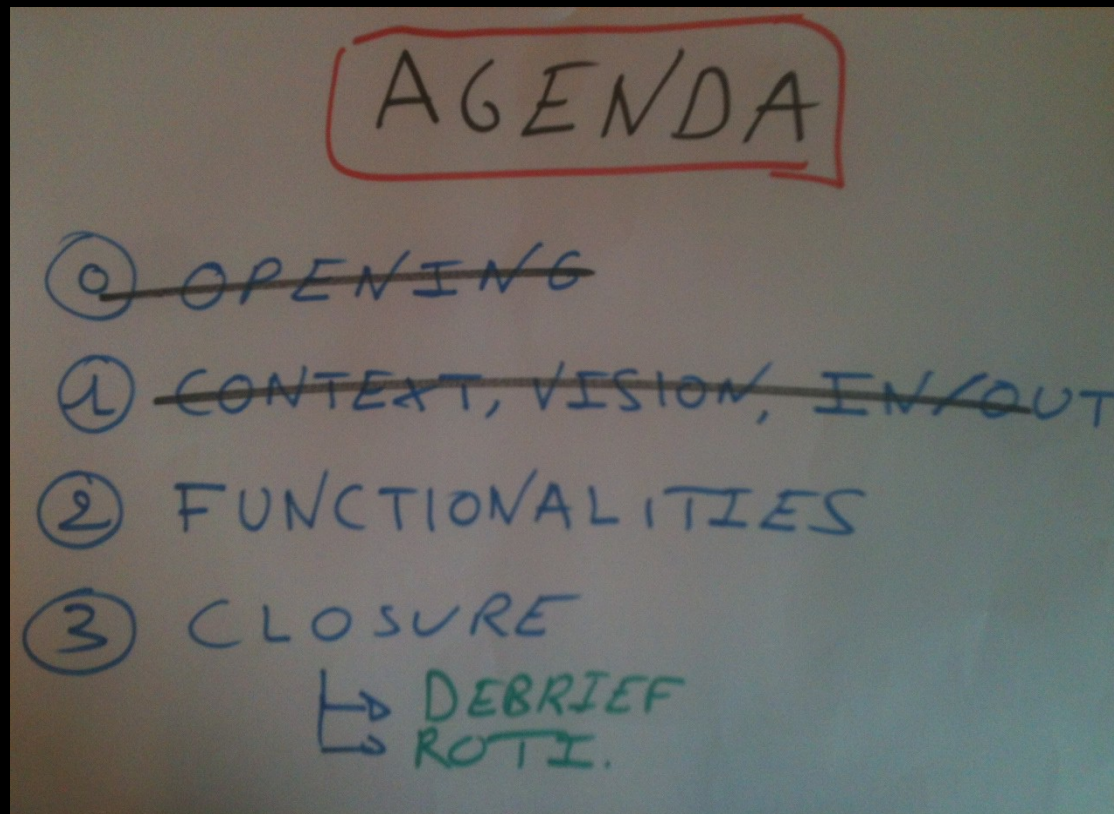 AGENDA
0 OPENING
1 CONTEXT, VISION, IN/OUT
2 FUNCTIONALITIES
3 CLOSURE
DEBRIEF
ROTI.